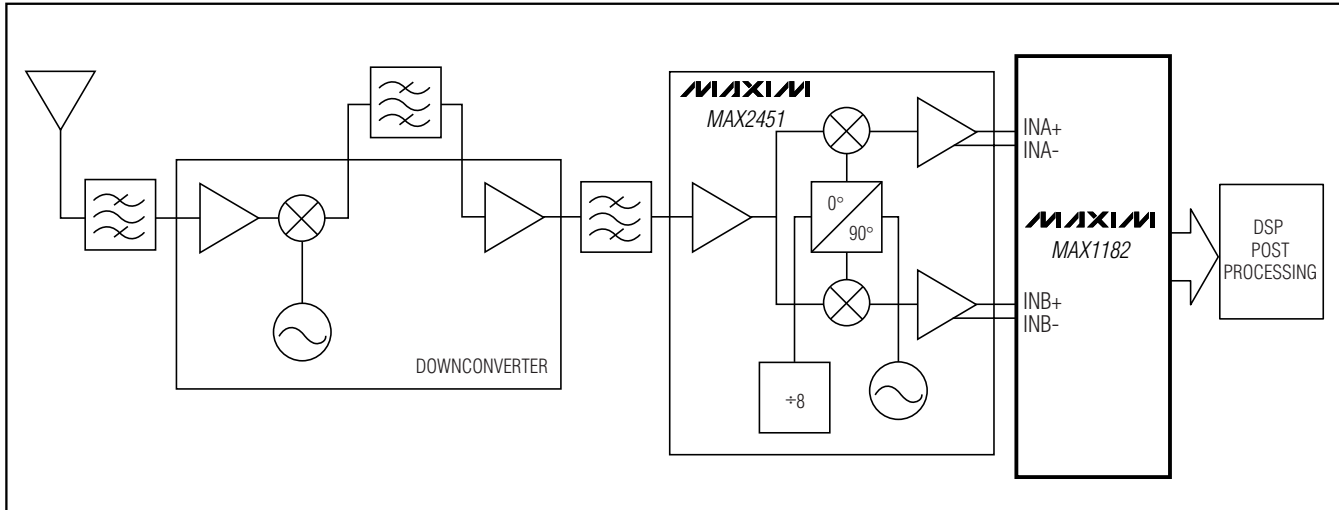 DOWNCONVERTER
MAXIM
MAX2451
0°
90°
÷8
INA+
INA-
MAXIM
MAX1182
INB+
INB-
DSP
POST
PROCESSING